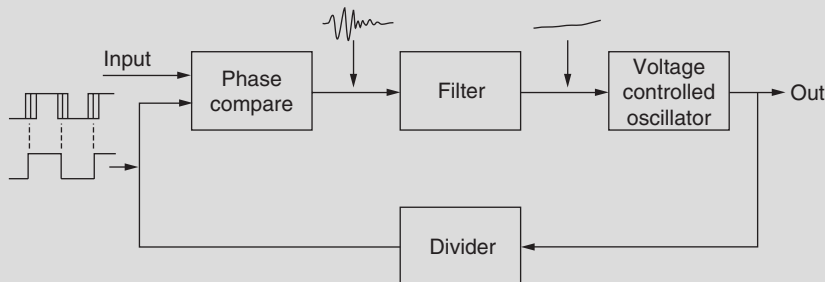 Input
Phase
compare
Filter
Voltage
controlled
oscillator
Out
Divider